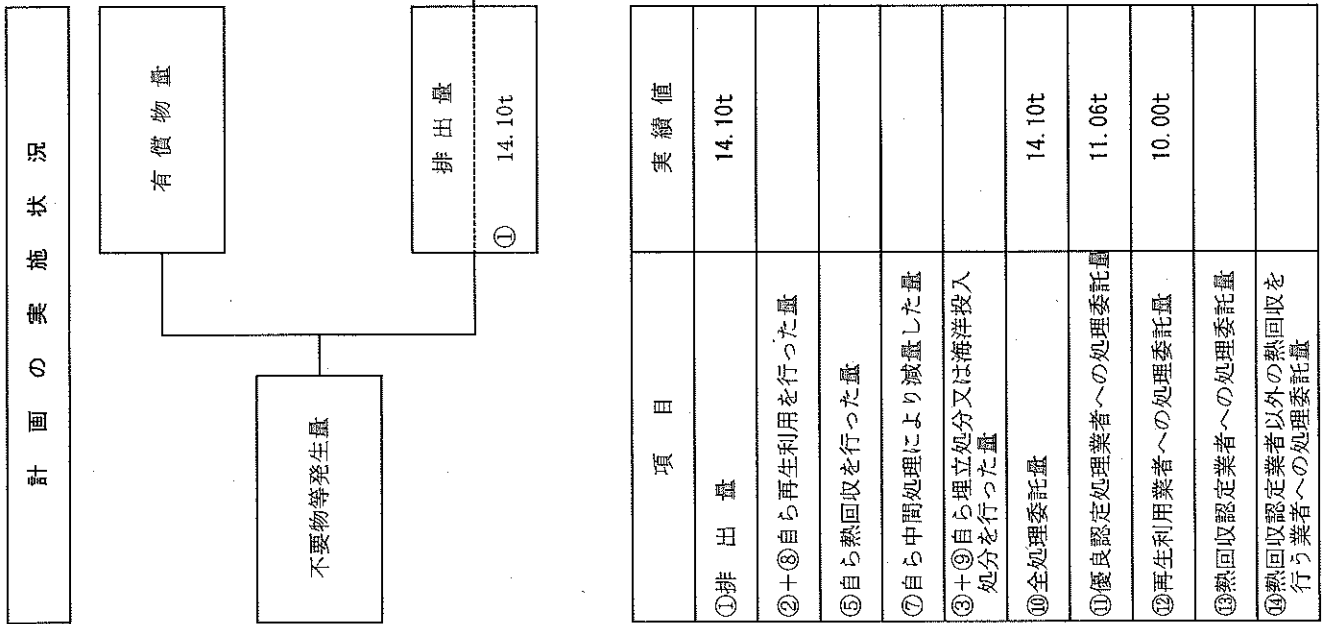 計画の実施状況
有償物量
不要物等発生量
排出量
① 14.10t
項目 実績値
①排出量 14.10t
②+⑧自ら再生利用を行った量
⑤自ら熱回収を行った量
⑦自ら中間処理により減量した量
③+⑨自ら埋立処分又は海洋投入
処分を行った量
⑩全処理委託量 14.10t
⑪優良認定処理業者への処理委託量 11.06t
⑫再生利用業者への処理委託量 10.00t
⑬熱回収認定業者への処理委託量
⑭熱回収認定業者以外の熱回収を
行う業者への処理委託量